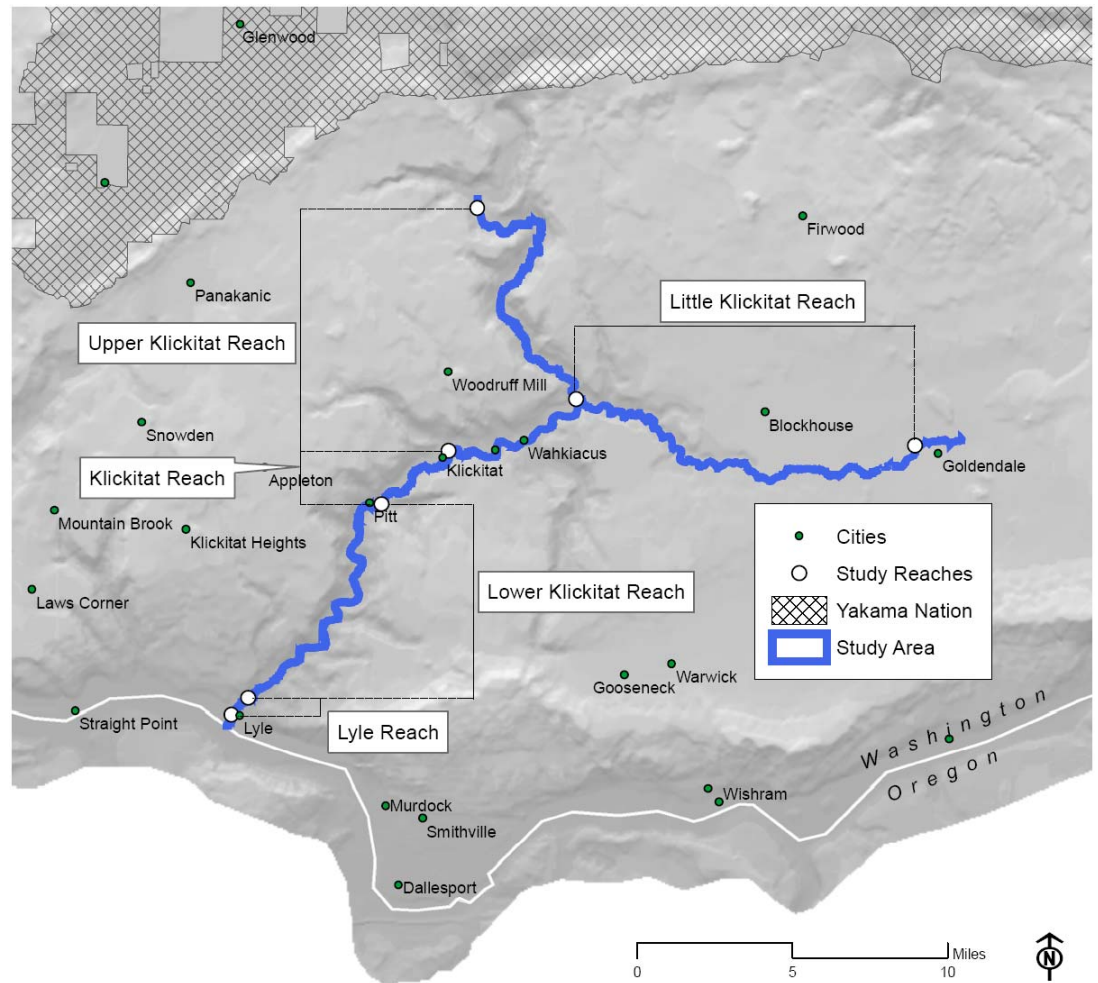 Glenwood
Firwood
Panakanic
Little Klickitat Reach
Upper Klickitat Reach
Woodruff Mill
Blockhouse
Snowden
Wahkiacus
Klickitat
Goldendale
Klickitat Reach
Appleton
Pitt
Mountain Brook
Klickitat Heights
Cities
Study Reaches
Yakama Nation
Study Area
Laws Corner
Lower Klickitat Reach
Warwick
Gooseneck
Straight Point
Lyle
Lyle Reach
Washington
Oregon
Murdock
Smithville
Wishram
Dallesport
Miles
0 5 10
N